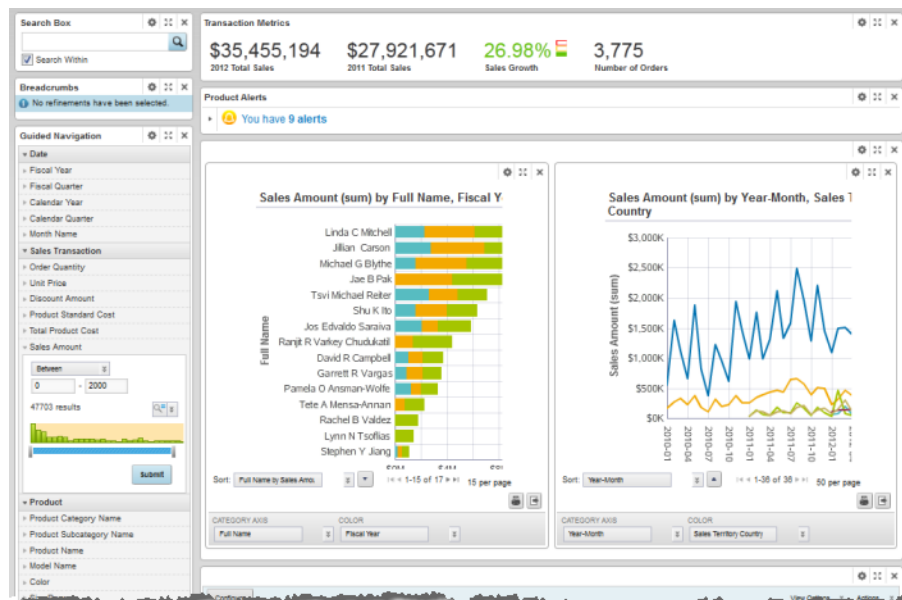 Search Box
Search Within
Breadcrumbs
No refinements have been selected.
Guided Navigation
Date
Fiscal Year
Fiscal Quarter
Calendar Year
Calendar Quarter
Month Name
Sales Transaction
Order Quantity
Unit Price
Discount Amount
Product Standard Cost
Total Product Cost
Sales Amount
Between
0 - 2000
47703 results
Submit
Product
Product Category Name
Product Subcategory Name
Product Name
Model Name
Color
Transaction Metrics
$35,455,194 $27,921,671 26.98% 3,775
2012 Total Sales 2011 Total Sales Sales Growth Number of Orders
Product Alerts
You have 9 alerts
Sales Amount (sum) by Full Name, Fiscal Y
Full Name
Linda C Mitchell
Jillian Carson
Michael G Blythe
Jae B Pak
Tsvi Michael Reiter
Shu K Ito
Jos Edvaldo Saraiva
Ranjit R Varkey Chudukatil
David R Campbell
Garrett R Vargas
Pamela O Ansman-Wolfe
Tete A Mensa-Annan
Rachel B Valdez
Lynn N Tsoflias
Stephen Y Jiang
$0M $4M
Sort: Full Name by Sales Amou. 1-15 of 17 15 per page
CATEGORY AXIS COLOR
Full Name Fiscal Year
Sales Amount (sum) by Year-Month, Sales T
Country
Sales Amount (sum)
$3,000K
$2,500K
$2,000K
$1,500K
$1,000K
$500K
$0K
2010-01 2010-04 2010-07 2010-10 2011-01 2011-04 2011-07 2011-10 2012-01
Sort: Year-Month 1-36 of 36 50 per page
CATEGORY AXIS COLOR
Year-Month Sales Territory Country